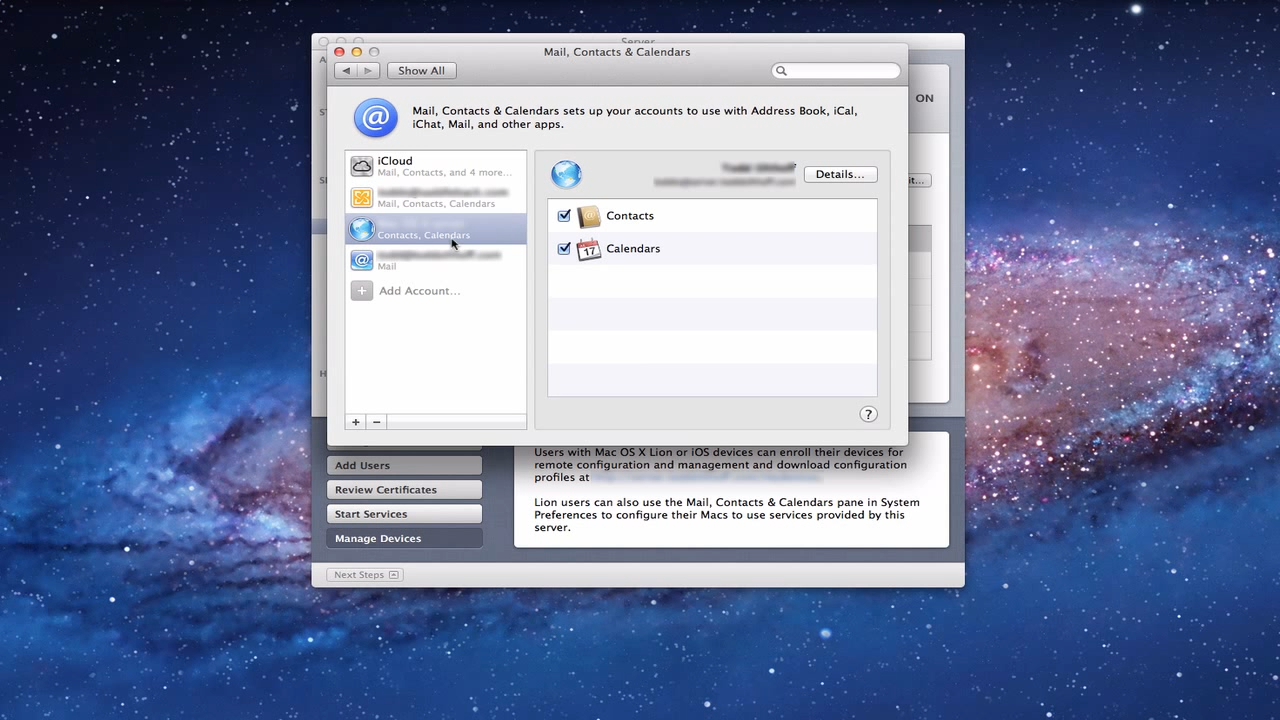 Server
Mail, Contacts & Calendars
Show All
ON
Mail, Contacts & Calendars sets up your accounts to use with Address Book, iCal,
iChat, Mail, and other apps.
iCloud
Mail, Contacts, and 4 more...
Mail, Contacts, Calendars
Contacts, Calendars
Mail
Add Account...
Details...
Contacts
17
Calendars
?
Add Users
Review Certificates
Start Services
Manage Devices
Users with Mac OS X Lion or iOS devices can enroll their devices for
remote configuration and management and download configuration
profiles at
Lion users can also use the Mail, Contacts & Calendars pane in System
Preferences to configure their Macs to use services provided by this
server.
Next Steps